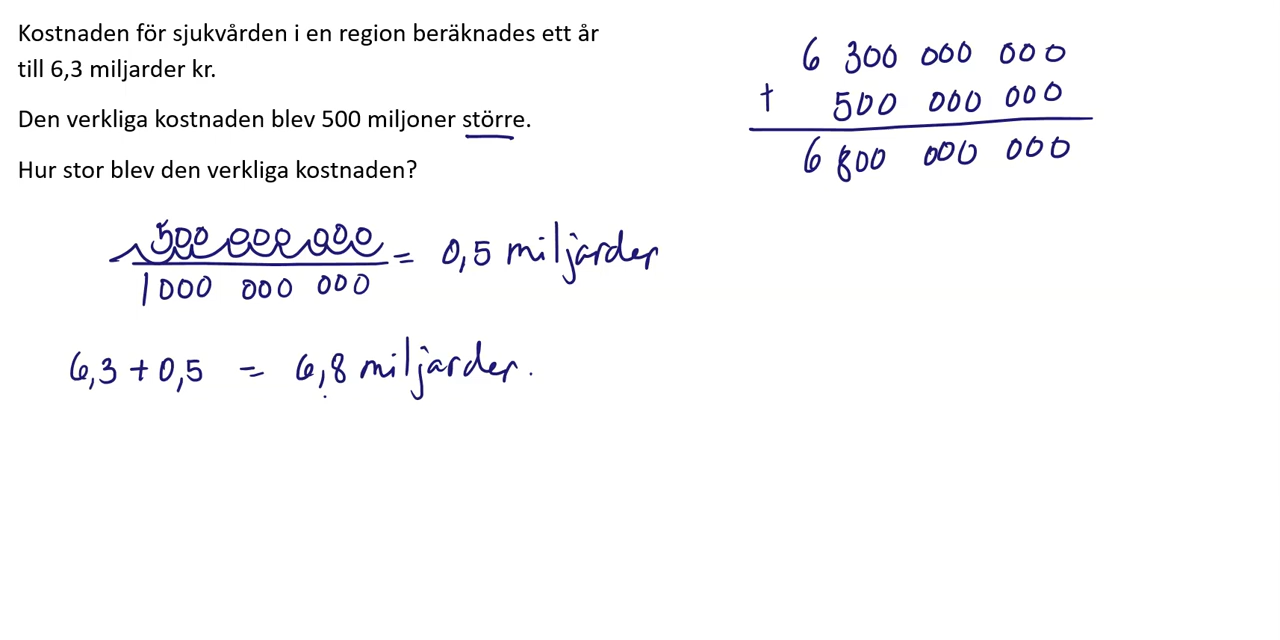 Kostnaden för sjukvården i en region beräknades ett år
till 6,3 miljarder kr.
Den verkliga kostnaden blev 500 miljoner större.
Hur stor blev den verkliga kostnaden?
500 000 000
1 000 000 000
= 0,5 miljarder
6,3 + 0,5 = 6,8 miljarder.
6 300 000 000
+ 500 000 000
6 800 000 000